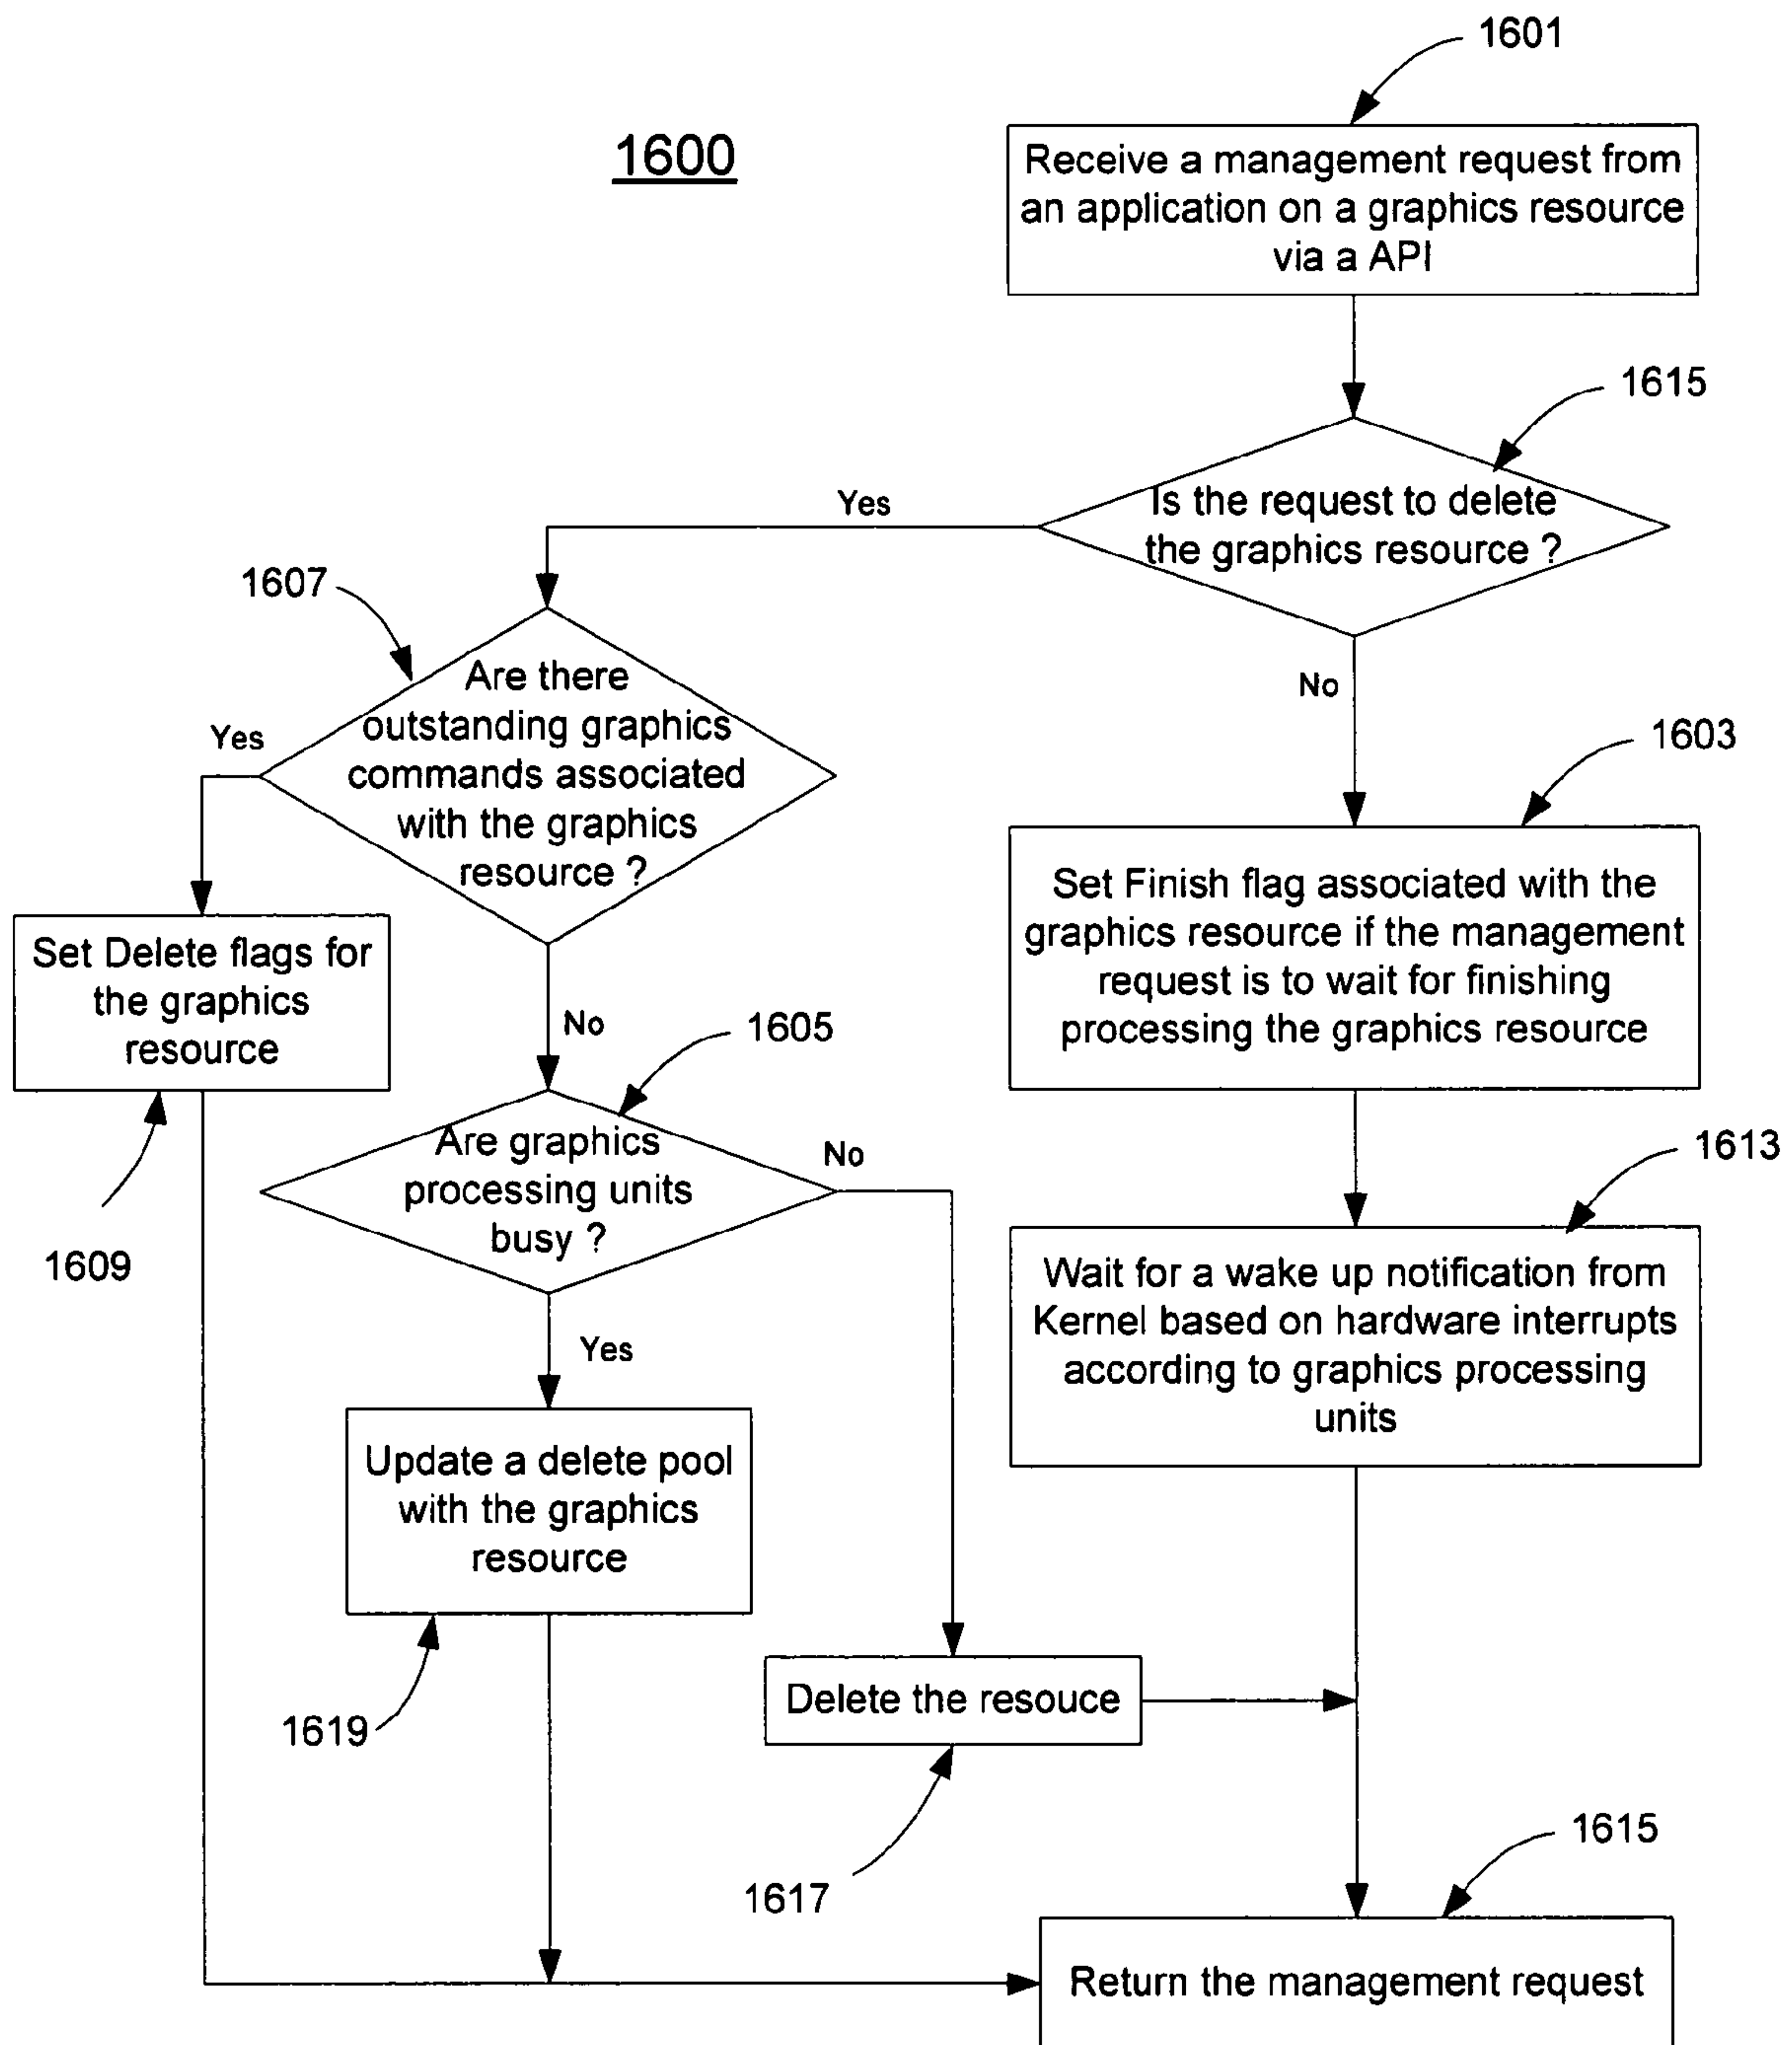 1601
1600
Receive a management request from
an application on a graphics resource
via a API
1615
Is the request to delete
the graphics resource ?
Yes
No
1607
Are there
outstanding graphics
commands associated
with the graphics
resource ?
Yes
No
1603
Set Finish flag associated with the
graphics resource if the management
request is to wait for finishing
processing the graphics resource
Set Delete flags for
the graphics
resource
1609
1605
Are graphics
processing units
busy ?
No
Yes
1613
Wait for a wake up notification from
Kernel based on hardware interrupts
according to graphics processing
units
Update a delete pool
with the graphics
resource
1619
Delete the resouce
1617
1615
Return the management request